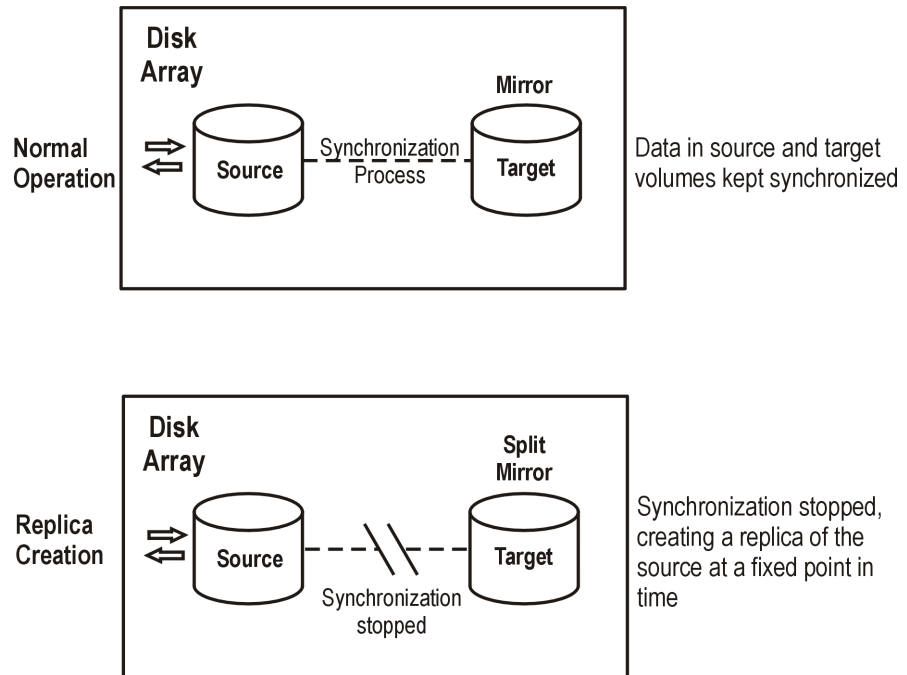 Disk
Array
Mirror
Normal
Operation
Source
Synchronization
Process
Target
Data in source and target
volumes kept synchronized
Disk
Array
Split
Mirror
Replica
Creation
Source
Target
Synchronization
stopped
Synchronization stopped,
creating a replica of the
source at a fixed point in
time